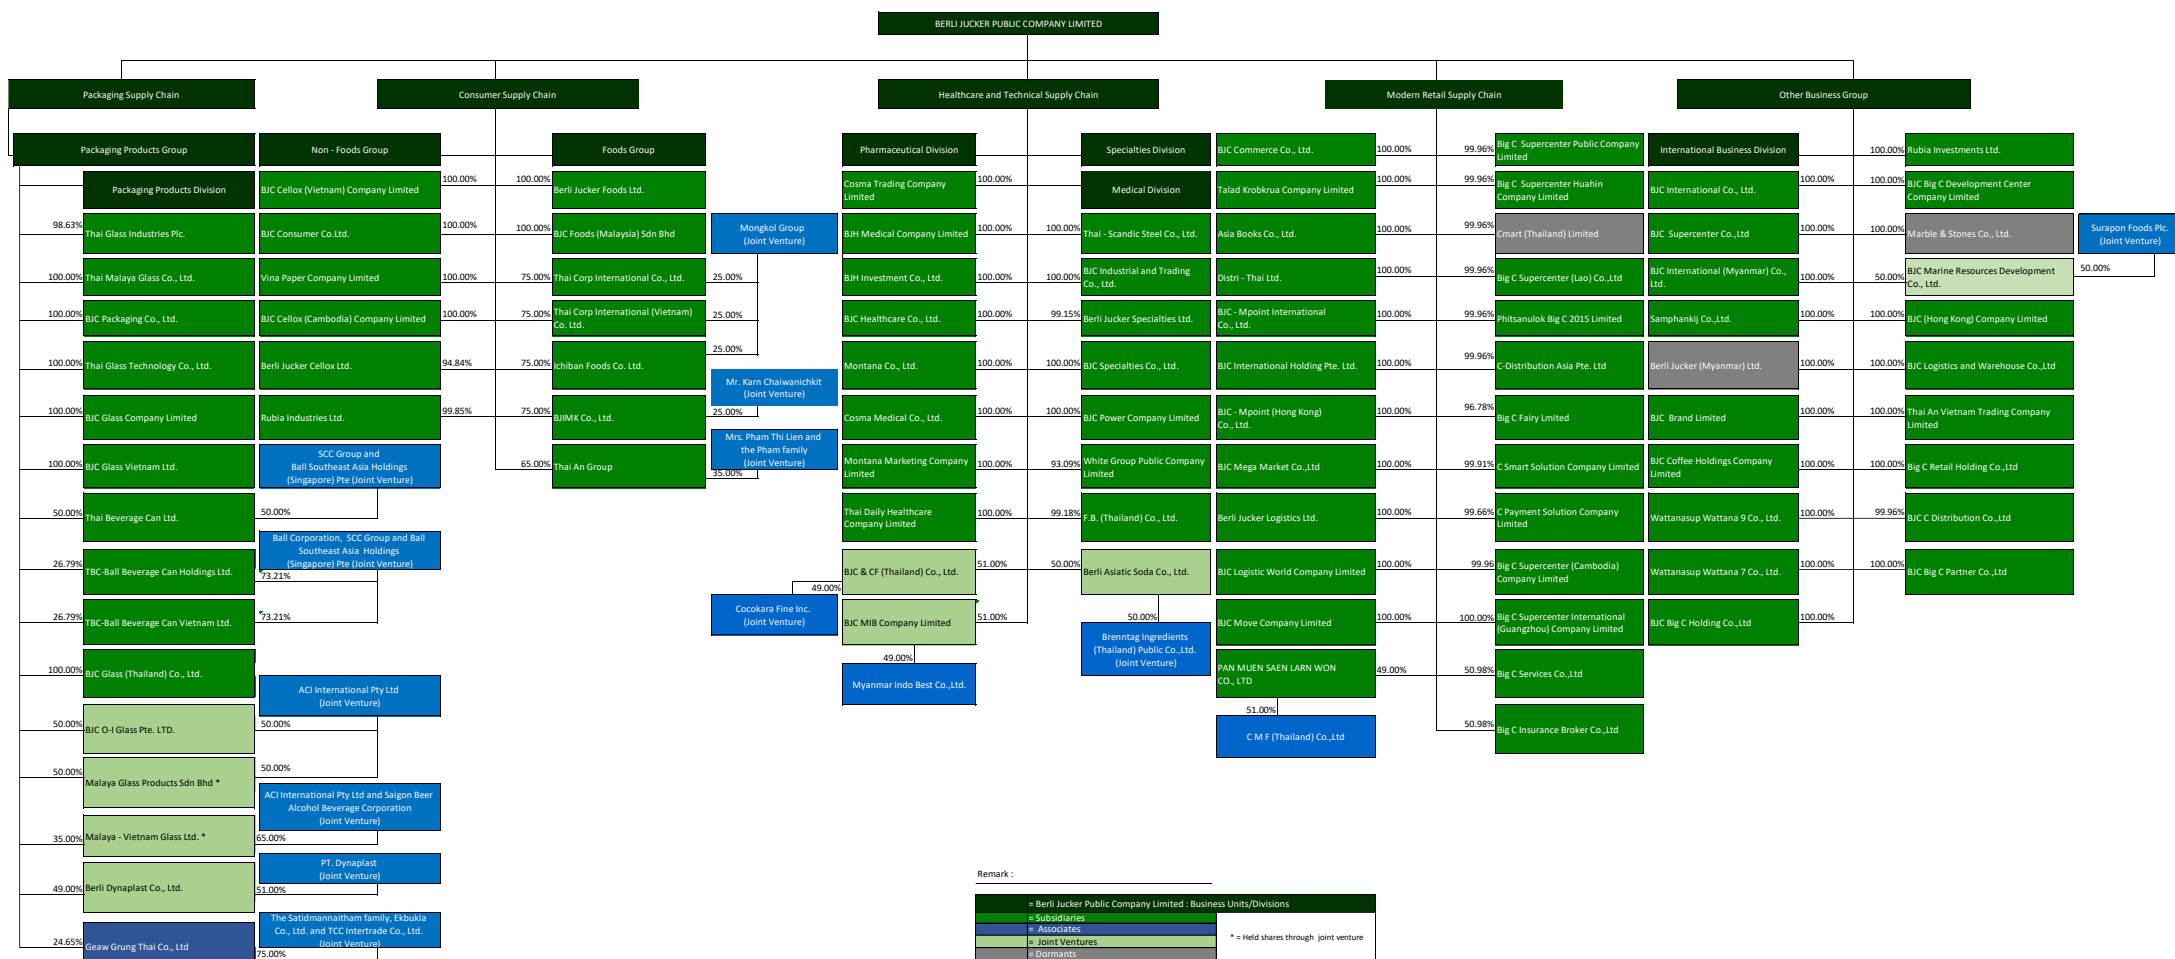 BERLI JUCKER PUBLIC COMPANY LIMITED
Packaging Supply Chain
Consumer Supply Chain
Healthcare and Technical Supply Chain
Modern Retail Supply Chain
Other Business Group
Packaging Products Group
Packaging Products Division
98.63%
Thai Glass Industries Plc.
100.00%
Thai Malaya Glass Co., Ltd.
100.00%
BJC Packaging Co., Ltd.
100.00%
Thai Glass Technology Co., Ltd.
100.00%
BJC Glass Company Limited
100.00%
BJC Glass Vietnam Ltd.
50.00%
Thai Beverage Can Ltd.
50.00%
26.79%
TBC-Ball Beverage Can Holdings Ltd.
73.21%
26.79%
TBC-Ball Beverage Can Vietnam Ltd.
73.21%
100.00%
BJC Glass (Thailand) Co., Ltd.
50.00%
BJC O-I Glass Pte. LTD.
50.00%
50.00%
Malaya Glass Products Sdn Bhd *
50.00%
35.00%
Malaya - Vietnam Glass Ltd. *
65.00%
49.00%
Berli Dynaplast Co., Ltd.
51.00%
24.65%
Geaw Grung Thai Co., Ltd
75.00%
Non - Foods Group
BJC Cellox (Vietnam) Company Limited
100.00%
BJC Consumer Co.Ltd.
100.00%
Vina Paper Company Limited
100.00%
BJC Cellox (Cambodia) Company Limited
100.00%
Berli Jucker Cellox Ltd.
94.84%
Rubia Industries Ltd.
99.85%
SCC Group and
Ball Southeast Asia Holdings
(Singapore) Pte (Joint Venture)
Ball Corporation, SCC Group and Ball
Southeast Asia Holdings
(Singapore) Pte (Joint Venture)
ACI International Pty Ltd
(Joint Venture)
ACI International Pty Ltd and Saigon Beer
Alcohol Beverage Corporation
(Joint Venture)
PT. Dynaplast
(Joint Venture)
The Satidmannaitham family, Ekbukla
Co., Ltd. and TCC Intertrade Co., Ltd.
(Joint Venture)
Foods Group
100.00%
Berli Jucker Foods Ltd.
100.00%
BJC Foods (Malaysia) Sdn Bhd
75.00%
Thai Corp International Co., Ltd.
25.00%
75.00%
Thai Corp International (Vietnam)
Co. Ltd.
25.00%
75.00%
Ichiban Foods Co. Ltd.
25.00%
75.00%
BJIMK Co., Ltd.
25.00%
65.00%
Thai An Group
35.00%
Mongkol Group
(Joint Venture)
Mr. Karn Chaiwanichkit
(Joint Venture)
Mrs. Pham Thi Lien and
the Pham family
(Joint Venture)
Pharmaceutical Division
Cosma Trading Company
Limited
100.00%
BJH Medical Company Limited
100.00%
BJH Investment Co., Ltd.
100.00%
BJC Healthcare Co., Ltd.
100.00%
Montana Co., Ltd.
100.00%
Cosma Medical Co., Ltd.
100.00%
Montana Marketing Company
Limited
100.00%
Thai Daily Healthcare
Company Limited
100.00%
BJC & CF (Thailand) Co., Ltd.
51.00%
49.00%
Cocokara Fine Inc.
(Joint Venture)
BJC MIB Company Limited
51.00%
49.00%
Myanmar Indo Best Co.,Ltd.
Specialties Division
Medical Division
100.00%
Thai - Scandic Steel Co., Ltd.
100.00%
BJC Industrial and Trading
Co., Ltd.
99.15%
Berli Jucker Specialties Ltd.
100.00%
BJC Specialties Co., Ltd.
100.00%
BJC Power Company Limited
93.09%
White Group Public Company
Limited
99.18%
F.B. (Thailand) Co., Ltd.
50.00%
Berli Asiatic Soda Co., Ltd.
50.00%
Brenntag Ingredients
(Thailand) Public Co.,Ltd.
(Joint Venture)
BJC Commerce Co., Ltd.
100.00%
Talad Krobkrua Company Limited
100.00%
Asia Books Co., Ltd.
100.00%
Distri - Thai Ltd.
100.00%
BJC - Mpoint International
Co., Ltd.
100.00%
BJC International Holding Pte. Ltd.
100.00%
BJC - Mpoint (Hong Kong)
Co., Ltd.
100.00%
BJC Mega Market Co.,Ltd
100.00%
Berli Jucker Logistics Ltd.
100.00%
BJC Logistic World Company Limited
100.00%
BJC Move Company Limited
100.00%
PAN MUEN SAEN LARN WON
CO., LTD
49.00%
51.00%
C M F (Thailand) Co.,Ltd
99.96%
Big C Supercenter Public Company
Limited
99.96%
Big C Supercenter Huahin
Company Limited
99.96%
Cmart (Thailand) Limited
99.96%
Big C Supercenter (Lao) Co.,Ltd
99.96%
Phitsanulok Big C 2015 Limited
99.96%
C-Distribution Asia Pte. Ltd
96.78%
Big C Fairy Lmited
99.91%
C Smart Solution Company Limited
99.66%
C Payment Solution Company
Limited
99.96
Big C Supercenter (Cambodia)
Company Limited
100.00%
Big C Supercenter International
(Guangzhou) Company Limited
50.98%
Big C Services Co.,Ltd
50.98%
Big C Insurance Broker Co.,Ltd
International Business Division
BJC International Co., Ltd.
100.00%
BJC Supercenter Co.,Ltd
100.00%
BJC International (Myanmar) Co.,
Ltd.
100.00%
Samphankij Co.,Ltd.
100.00%
Berli Jucker (Myanmar) Ltd.
100.00%
BJC Brand Limited
100.00%
BJC Coffee Holdings Company
Limited
100.00%
Wattanasup Wattana 9 Co., Ltd.
100.00%
Wattanasup Wattana 7 Co., Ltd.
100.00%
BJC Big C Holding Co.,Ltd
100.00%
100.00%
Rubia Investments Ltd.
100.00%
BJC Big C Development Center
Company Limited
100.00%
Marble & Stones Co., Ltd.
50.00%
BJC Marine Resources Development
Co., Ltd.
50.00%
Surapon Foods Plc.
(Joint Venture)
100.00%
BJC (Hong Kong) Company Limited
100.00%
BJC Logistics and Warehouse Co.,Ltd
100.00%
Thai An Vietnam Trading Company
Limited
100.00%
Big C Retail Holding Co.,Ltd
99.96%
BJC C Distribution Co.,Ltd
100.00%
BJC Big C Partner Co.,Ltd
Remark :
= Berli Jucker Public Company Limited : Business Units/Divisions
= Subsidiaries
= Associates
= Joint Ventures
= Dormants
* = Held shares through joint venture